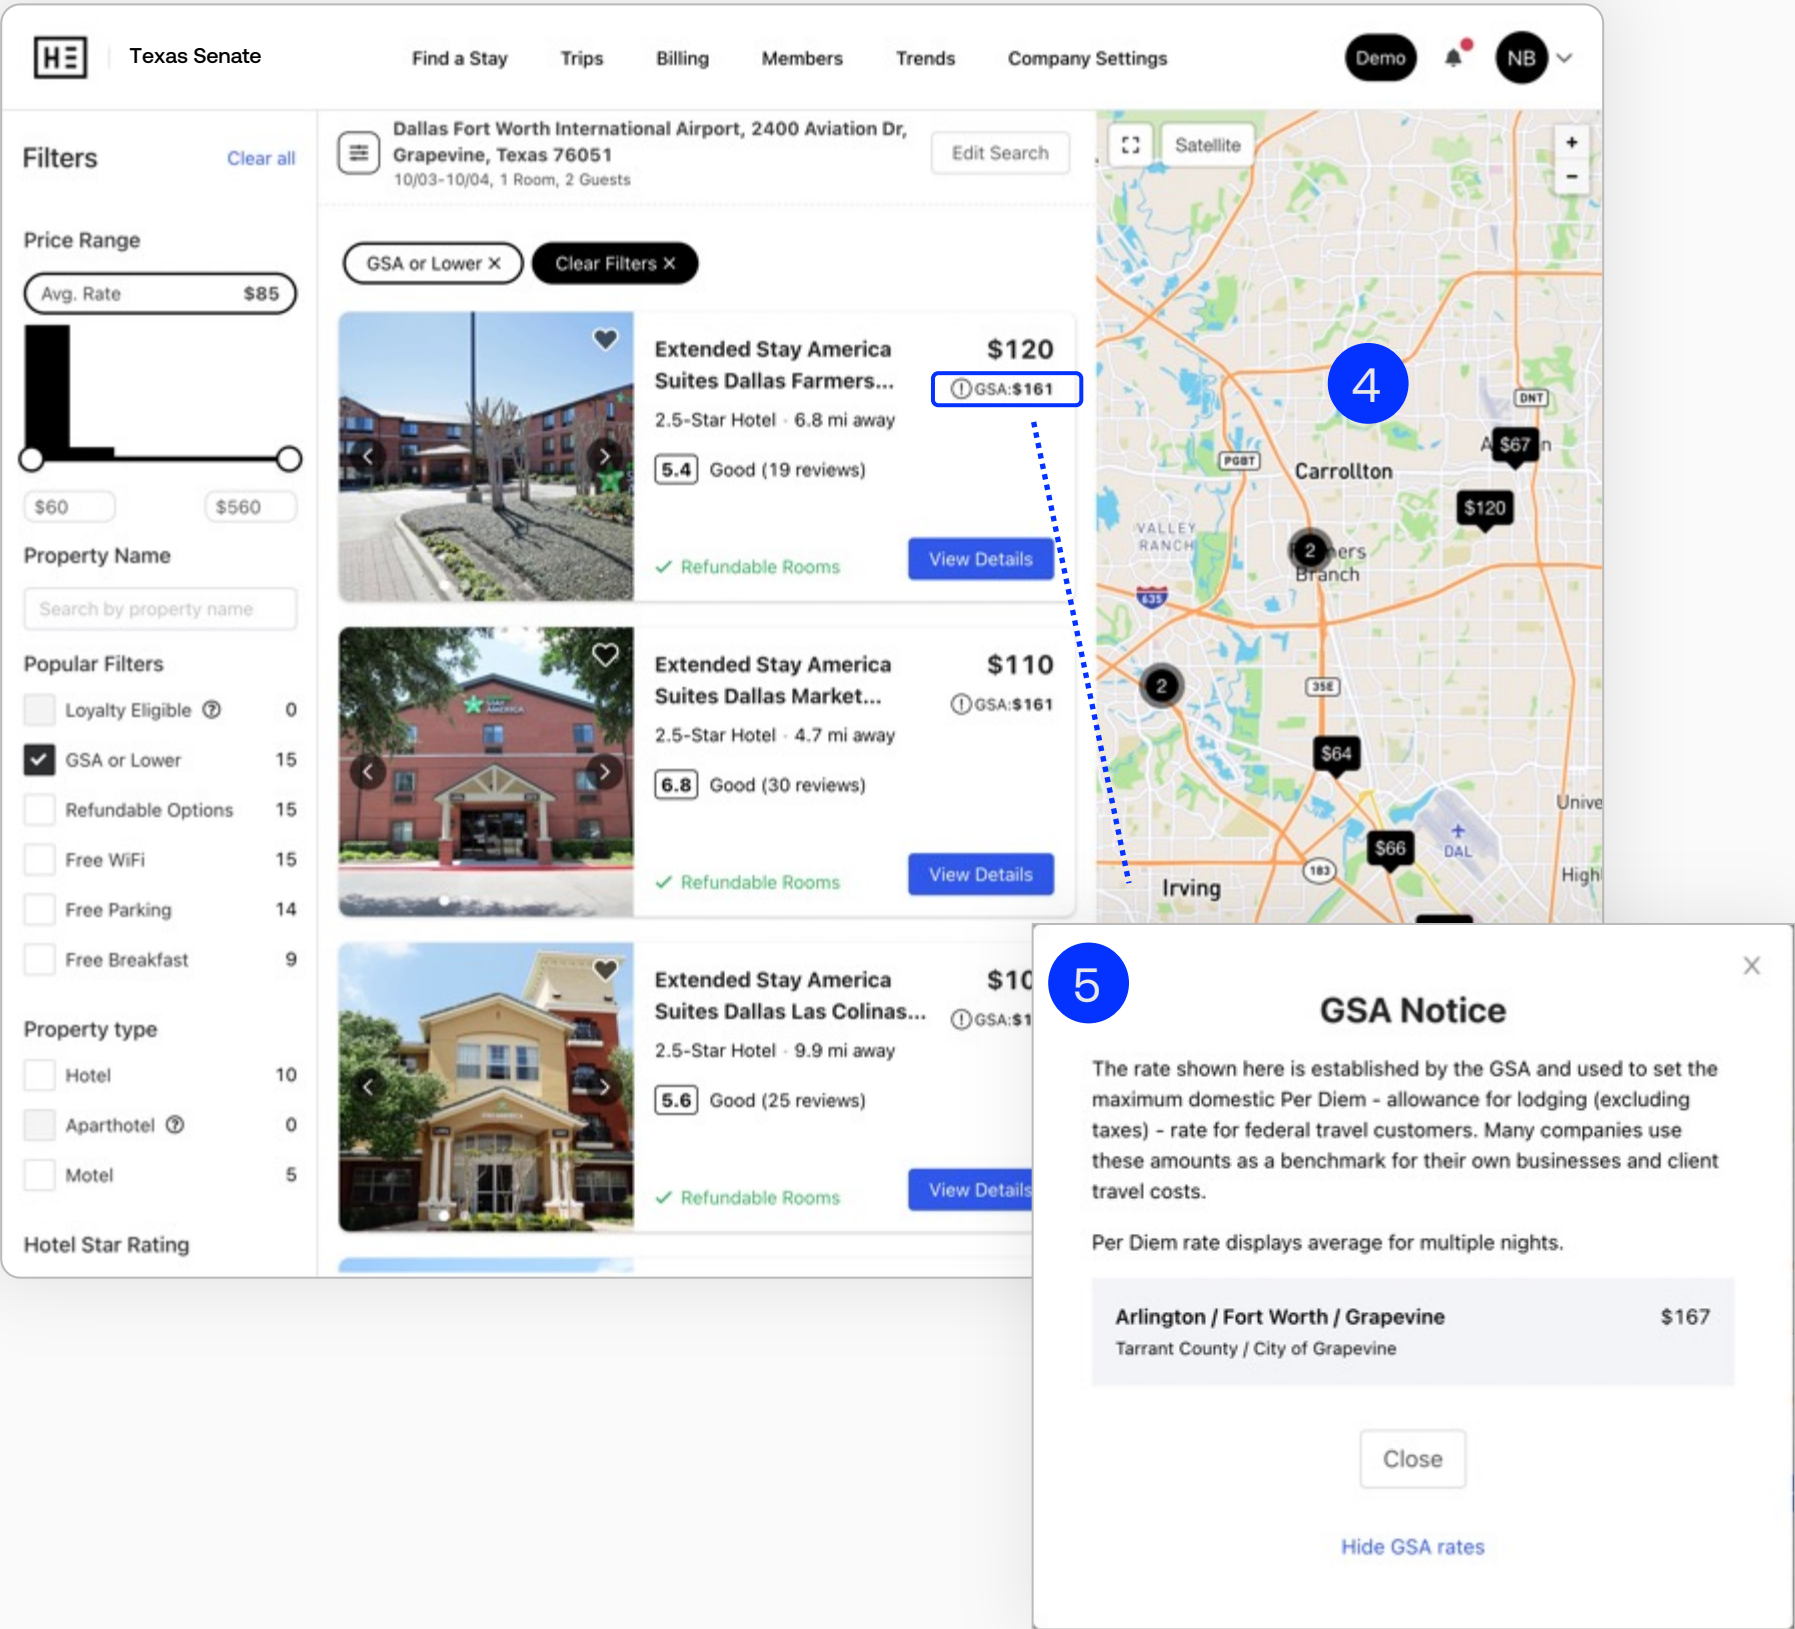 HE
Texas Senate
Find a Stay
Trips
Billing
Members
Trends
Company Settings
Demo
NB
Filters
Clear all
Price Range
Avg. Rate
$85
$60
$560
Property Name
Search by property name
Popular Filters
Loyalty Eligible
0
GSA or Lower
15
Refundable Options
15
Free WiFi
15
Free Parking
14
Free Breakfast
9
Property type
Hotel
10
Aparthotel
0
Motel
5
Hotel Star Rating
Dallas Fort Worth International Airport, 2400 Aviation Dr,
Grapevine, Texas 76051
10/03-10/04, 1 Room, 2 Guests
Edit Search
GSA or Lower ×
Clear Filters ×
Extended Stay America
Suites Dallas Farmers...
$120
GSA:$161
2.5-Star Hotel · 6.8 mi away
5.4
Good (19 reviews)
✓ Refundable Rooms
View Details
Extended Stay America
Suites Dallas Market...
$110
GSA:$161
2.5-Star Hotel · 4.7 mi away
6.8
Good (30 reviews)
✓ Refundable Rooms
View Details
Extended Stay America
Suites Dallas Las Colinas...
$10
GSA:$1
2.5-Star Hotel · 9.9 mi away
5.6
Good (25 reviews)
✓ Refundable Rooms
View Details
Satellite
+
−
4
DNT
$67
PGBT
Carrollton
$120
VALLEY
RANCH
2
ners
Branch
635
2
35E
$64
Unive
$66
DAL
183
High
Irving
5
GSA Notice
The rate shown here is established by the GSA and used to set the
maximum domestic Per Diem - allowance for lodging (excluding
taxes) - rate for federal travel customers. Many companies use
these amounts as a benchmark for their own businesses and client
travel costs.
Per Diem rate displays average for multiple nights.
Arlington / Fort Worth / Grapevine
$167
Tarrant County / City of Grapevine
Close
Hide GSA rates